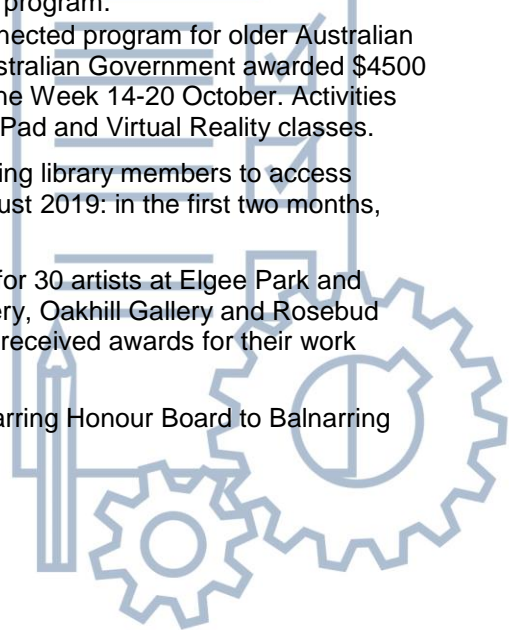 program.
nected program for older Australian
stralian Government awarded $4500
ne Week 14-20 October. Activities
Pad and Virtual Reality classes.
ing library members to access
ust 2019: in the first two months,
for 30 artists at Elgee Park and
ery, Oakhill Gallery and Rosebud
received awards for their work
arring Honour Board to Balnarring